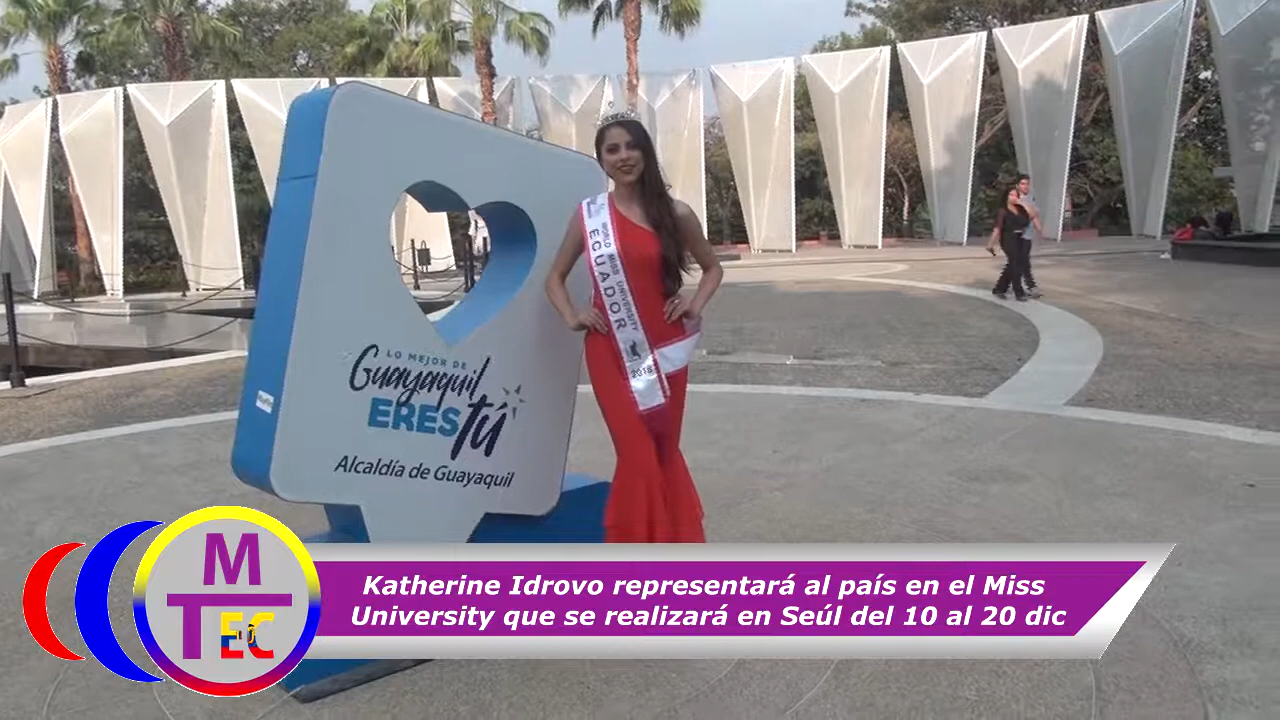 LO MEJOR DE
Guayaquil
ERES tú
Alcaldía de Guayaquil
WORLD MISS UNIVERSITY
ECUADOR
2018
M
TEC
Katherine Idrovo representará al país en el Miss
University que se realizará en Seúl del 10 al 20 dic